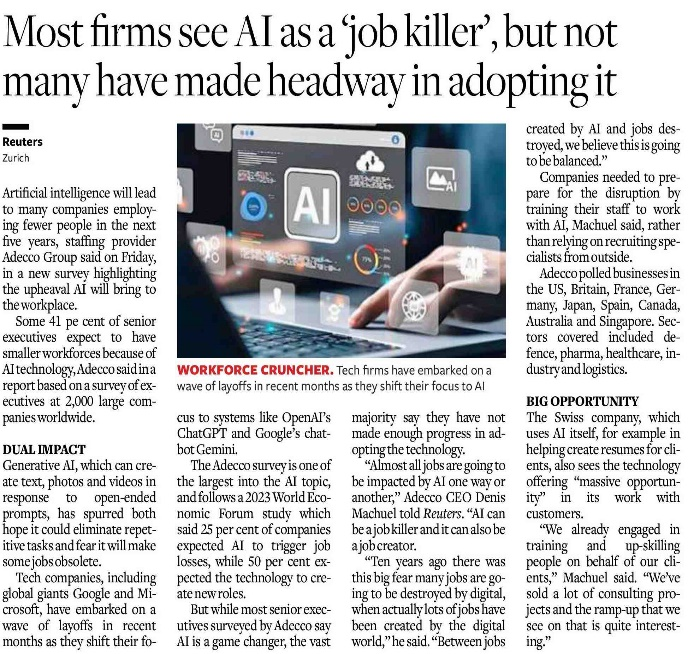 Most firms see AI as a ‘job killer’, but not
many have made headway in adopting it
Reuters
Zurich
Artificial intelligence will lead
to many companies employ-
ing fewer people in the next
five years, staffing provider
Adecco Group said on Friday,
in a new survey highlighting
the upheaval AI will bring to
the workplace.
Some 41 pe cent of senior
executives expect to have
smaller workforces because of
AI technology, Adecco said in a
report based on a survey of ex-
ecutives at 2,000 large com-
panies worldwide.
DUAL IMPACT
Generative AI, which can cre-
ate text, photos and videos in
response to open-ended
prompts, has spurred both
hope it could eliminate repet-
itive tasks and fear it will make
some jobs obsolete.
Tech companies, including
global giants Google and Mi-
crosoft, have embarked on a
wave of layoffs in recent
months as they shift their fo-
AI
AI
AI
AI
WORKFORCE CRUNCHER. Tech firms have embarked on a
wave of layoffs in recent months as they shift their focus to AI
cus to systems like OpenAI’s
ChatGPT and Google’s chat-
bot Gemini.
The Adecco survey is one of
the largest into the AI topic,
and follows a 2023 World Eco-
nomic Forum study which
said 25 per cent of companies
expected AI to trigger job
losses, while 50 per cent ex-
pected the technology to cre-
ate new roles.
But while most senior exec-
utives surveyed by Adecco say
AI is a game changer, the vast
majority say they have not
made enough progress in ad-
opting the technology.
“Almost all jobs are going to
be impacted by AI one way or
another,” Adecco CEO Denis
Machuel told Reuters. “AI can
be a job killer and it can also be
a job creator.
“Ten years ago there was
this big fear many jobs are go-
ing to be destroyed by digital,
when actually lots of jobs have
been created by the digital
world,” he said. “Between jobs
created by AI and jobs des-
troyed, we believe this is going
to be balanced.”
Companies needed to pre-
pare for the disruption by
training their staff to work
with AI, Machuel said, rather
than relying on recruiting spe-
cialists from outside.
Adecco polled businesses in
the US, Britain, France, Ger-
many, Japan, Spain, Canada,
Australia and Singapore. Sec-
tors covered included de-
fence, pharma, healthcare, in-
dustry and logistics.
BIG OPPORTUNITY
The Swiss company, which
uses AI itself, for example in
helping create resumes for cli-
ents, also sees the technology
offering “massive opportun-
ity” in its work with
customers.
“We already engaged in
training and up-skilling
people on behalf of our cli-
ents,” Machuel said. “We’ve
sold a lot of consulting pro-
jects and the ramp-up that we
see on that is quite interest-
ing.”